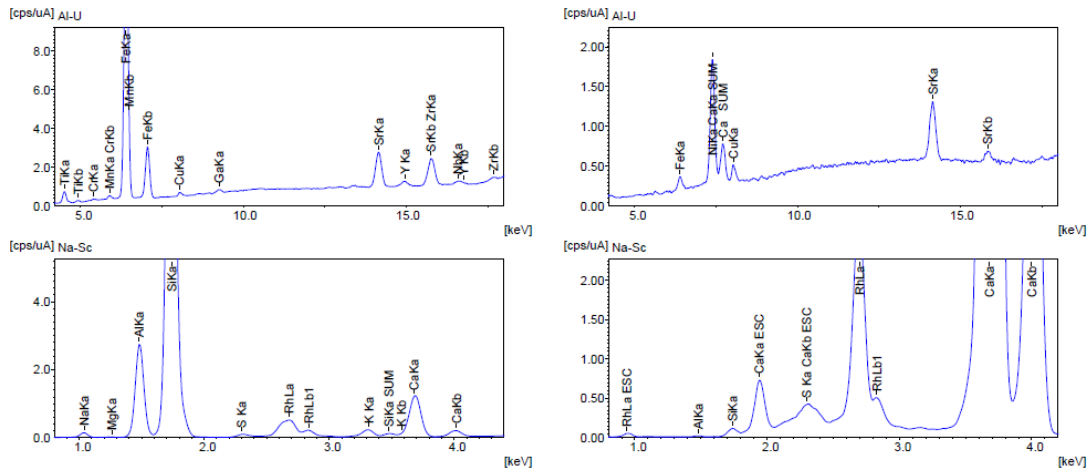 [cps/uA] Al-U
8.0
6.0
4.0
2.0
0.0
TiKa
TiKb
CrKa
MnKa CrKb
FeKa
MnKb
FeKb
CuKa
GaKa
SrKa
Y Ka
SrKb ZrKa
NbKa
Y Kb
ZrKb
5.0 10.0 15.0
[keV]
[cps/uA] Al-U
2.00
1.50
1.00
0.50
0.00
FeKa
NiKa CaKa SUM
Ca SUM
CuKa
SrKa
SrKb
5.0 10.0 15.0
[keV]
[cps/uA] Na-Sc
4.0
2.0
0.0
NaKa
MgKa
AlKa
SiKa
S Ka
RhLa
RhLb1
K Ka
SiKa SUM
K Kb
CaKa
CaKb
1.0 2.0 3.0 4.0
[keV]
[cps/uA] Na-Sc
2.00
1.50
1.00
0.50
0.00
RhLa ESC
AlKa
SiKa
CaKa ESC
S Ka CaKb ESC
RhLa
RhLb1
CaKa
CaKb
1.0 2.0 3.0 4.0
[keV]